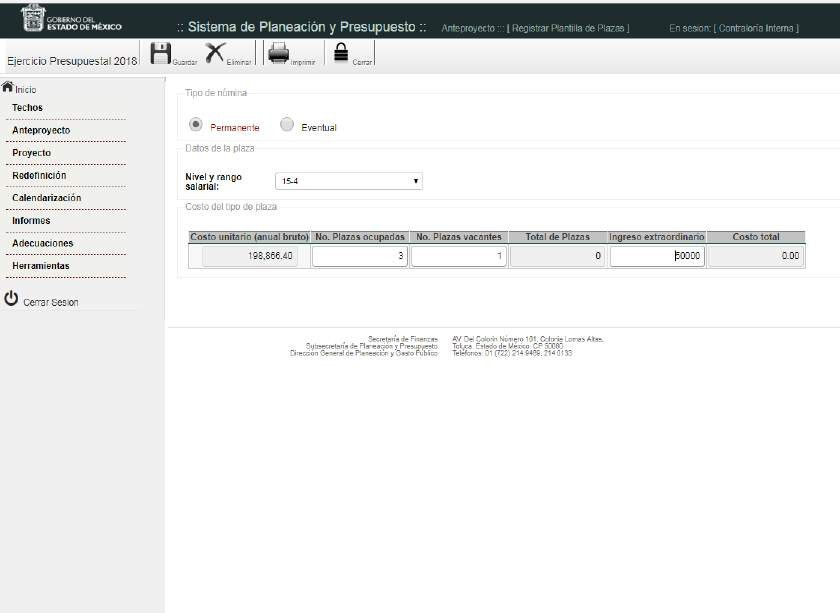 GOBIERNO DEL
ESTADO DE MÉXICO
:: Sistema de Planeación y Presupuesto ::
Anteproyecto ::: [ Registrar Plantilla de Plazas ]
En sesion: [ Contraloría Interna ]
Ejercicio Presupuestal 2018
Guardar
Eliminar
Imprimir
Cerrar
Inicio
Techos
Anteproyecto
Proyecto
Redefinición
Calendarización
Informes
Adecuaciones
Herramientas
Cerrar Sesion
Tipo de nómina
Permanente
Eventual
Datos de la plaza
Nivel y rango
salarial:
15-4
Costo del tipo de plaza
Costo unitario (anual bruto) No. Plazas ocupadas No. Plazas vacantes Total de Plazas Ingreso extraordinario Costo total
198,866.40 3 1 0 50000 0.00
Secretaría de Finanzas
Subsecretaría de Planeación y Presupuesto
Dirección General de Planeación y Gasto Público
AV. Del Colorín Número 101, Colonia Lomas Altas,
Toluca, Estado de México. CP 50060
Teléfonos: 01 (722) 214 9469, 214 0133